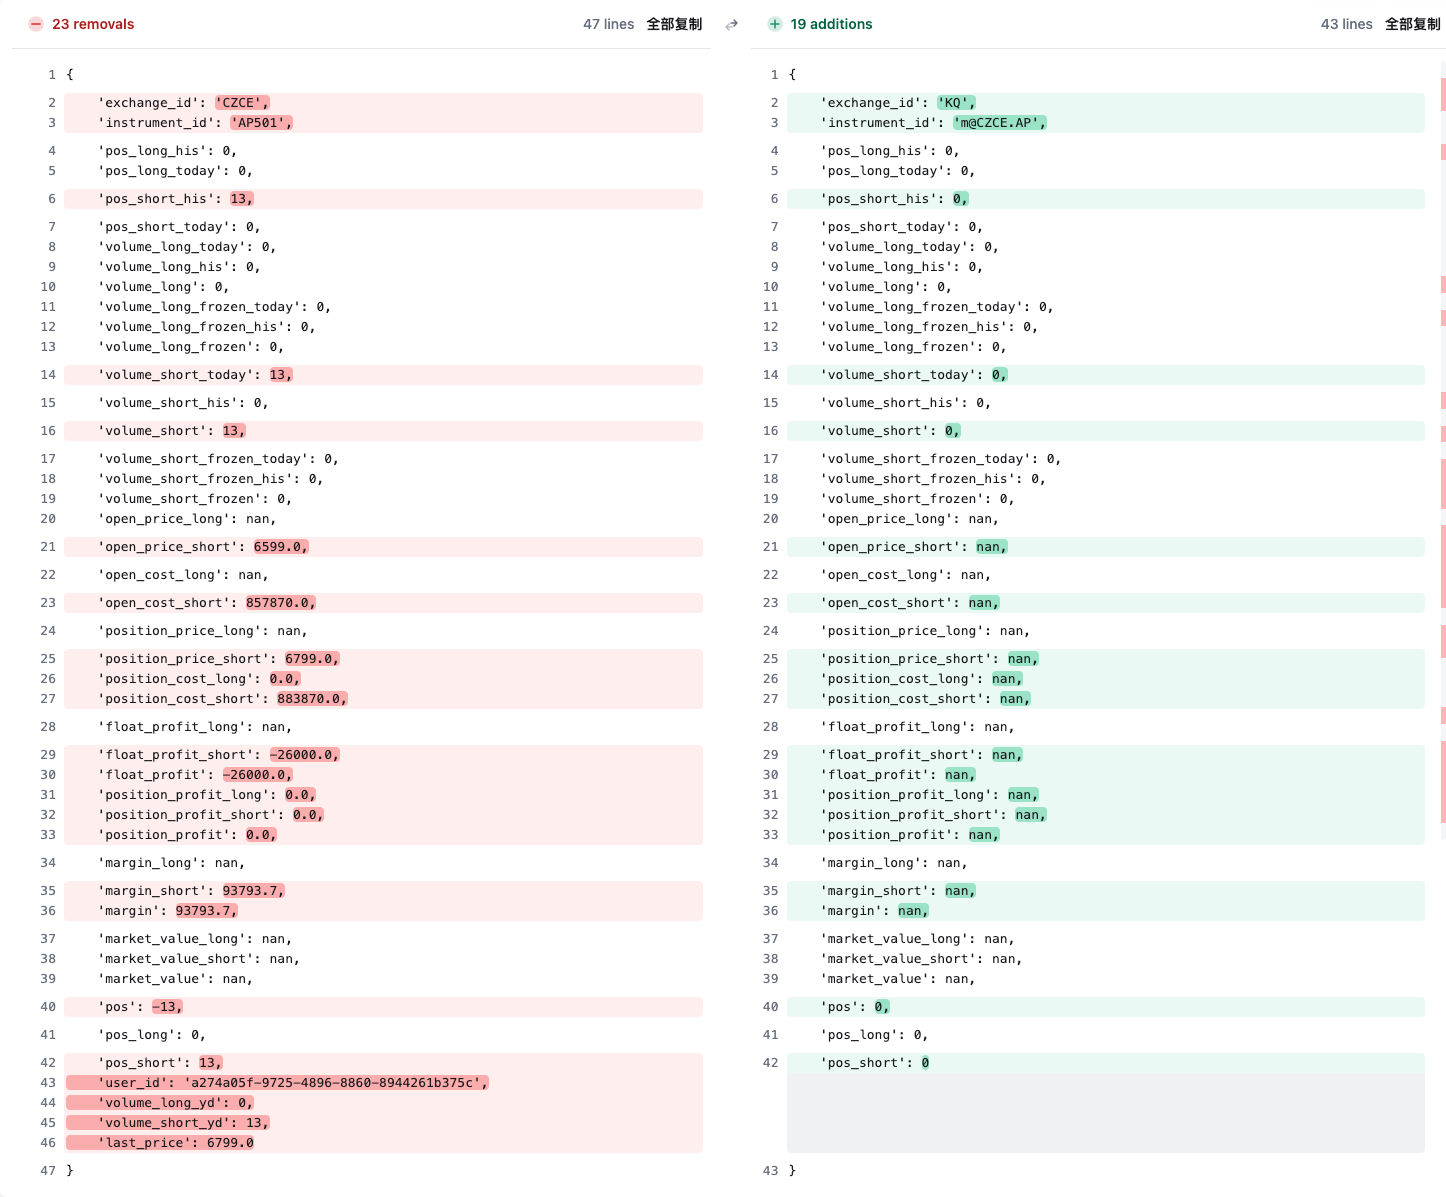 23 removals
47 lines 全部复制
1 {
2 'exchange_id': 'CZCE',
3 'instrument_id': 'AP501',
4 'pos_long_his': 0,
5 'pos_long_today': 0,
6 'pos_short_his': 13,
7 'pos_short_today': 0,
8 'volume_long_today': 0,
9 'volume_long_his': 0,
10 'volume_long': 0,
11 'volume_long_frozen_today': 0,
12 'volume_long_frozen_his': 0,
13 'volume_long_frozen': 0,
14 'volume_short_today': 13,
15 'volume_short_his': 0,
16 'volume_short': 13,
17 'volume_short_frozen_today': 0,
18 'volume_short_frozen_his': 0,
19 'volume_short_frozen': 0,
20 'open_price_long': nan,
21 'open_price_short': 6599.0,
22 'open_cost_long': nan,
23 'open_cost_short': 857870.0,
24 'position_price_long': nan,
25 'position_price_short': 6799.0,
26 'position_cost_long': 0.0,
27 'position_cost_short': 883870.0,
28 'float_profit_long': nan,
29 'float_profit_short': -26000.0,
30 'float_profit': -26000.0,
31 'position_profit_long': 0.0,
32 'position_profit_short': 0.0,
33 'position_profit': 0.0,
34 'margin_long': nan,
35 'margin_short': 93793.7,
36 'margin': 93793.7,
37 'market_value_long': nan,
38 'market_value_short': nan,
39 'market_value': nan,
40 'pos': -13,
41 'pos_long': 0,
42 'pos_short': 13,
43 'user_id': 'a274a05f-9725-4896-8860-8944261b375c',
44 'volume_long_yd': 0,
45 'volume_short_yd': 13,
46 'last_price': 6799.0
47 }
19 additions
43 lines 全部复制
1 {
2 'exchange_id': 'KQ',
3 'instrument_id': 'm@CZCE.AP',
4 'pos_long_his': 0,
5 'pos_long_today': 0,
6 'pos_short_his': 0,
7 'pos_short_today': 0,
8 'volume_long_today': 0,
9 'volume_long_his': 0,
10 'volume_long': 0,
11 'volume_long_frozen_today': 0,
12 'volume_long_frozen_his': 0,
13 'volume_long_frozen': 0,
14 'volume_short_today': 0,
15 'volume_short_his': 0,
16 'volume_short': 0,
17 'volume_short_frozen_today': 0,
18 'volume_short_frozen_his': 0,
19 'volume_short_frozen': 0,
20 'open_price_long': nan,
21 'open_price_short': nan,
22 'open_cost_long': nan,
23 'open_cost_short': nan,
24 'position_price_long': nan,
25 'position_price_short': nan,
26 'position_cost_long': nan,
27 'position_cost_short': nan,
28 'float_profit_long': nan,
29 'float_profit_short': nan,
30 'float_profit': nan,
31 'position_profit_long': nan,
32 'position_profit_short': nan,
33 'position_profit': nan,
34 'margin_long': nan,
35 'margin_short': nan,
36 'margin': nan,
37 'market_value_long': nan,
38 'market_value_short': nan,
39 'market_value': nan,
40 'pos': 0,
41 'pos_long': 0,
42 'pos_short': 0
43 }